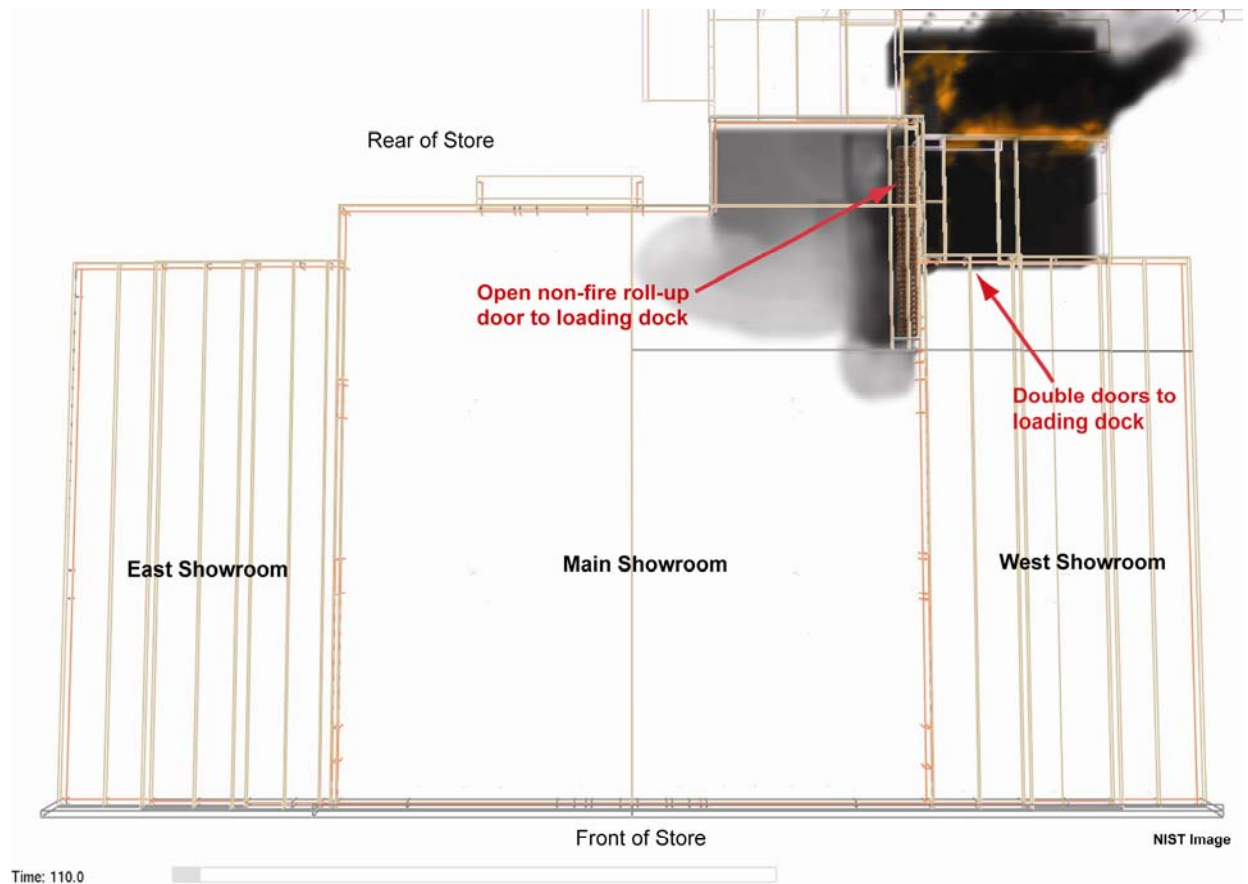 Rear of Store
Open non-fire roll-up
door to loading dock
Double doors to
loading dock
East Showroom
Main Showroom
West Showroom
Front of Store
NIST Image
Time: 110.0